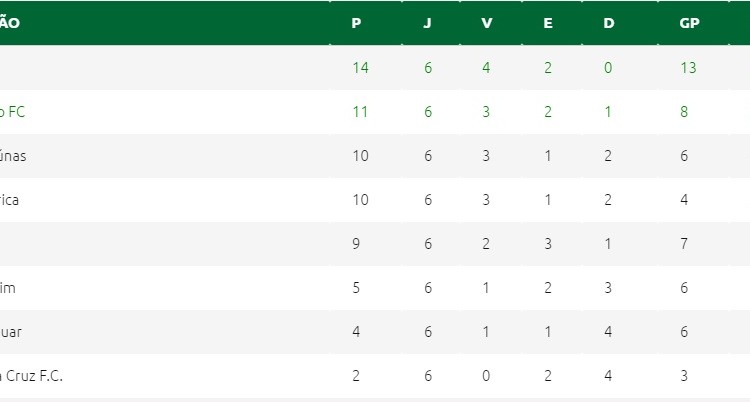 ÃO P J V E D GP
14 6 4 2 0 13
o FC 11 6 3 2 1 8
únas 10 6 3 1 2 6
rica 10 6 3 1 2 4
9 6 2 3 1 7
im 5 6 1 2 3 6
uar 4 6 1 1 4 6
a Cruz F.C. 2 6 0 2 4 3